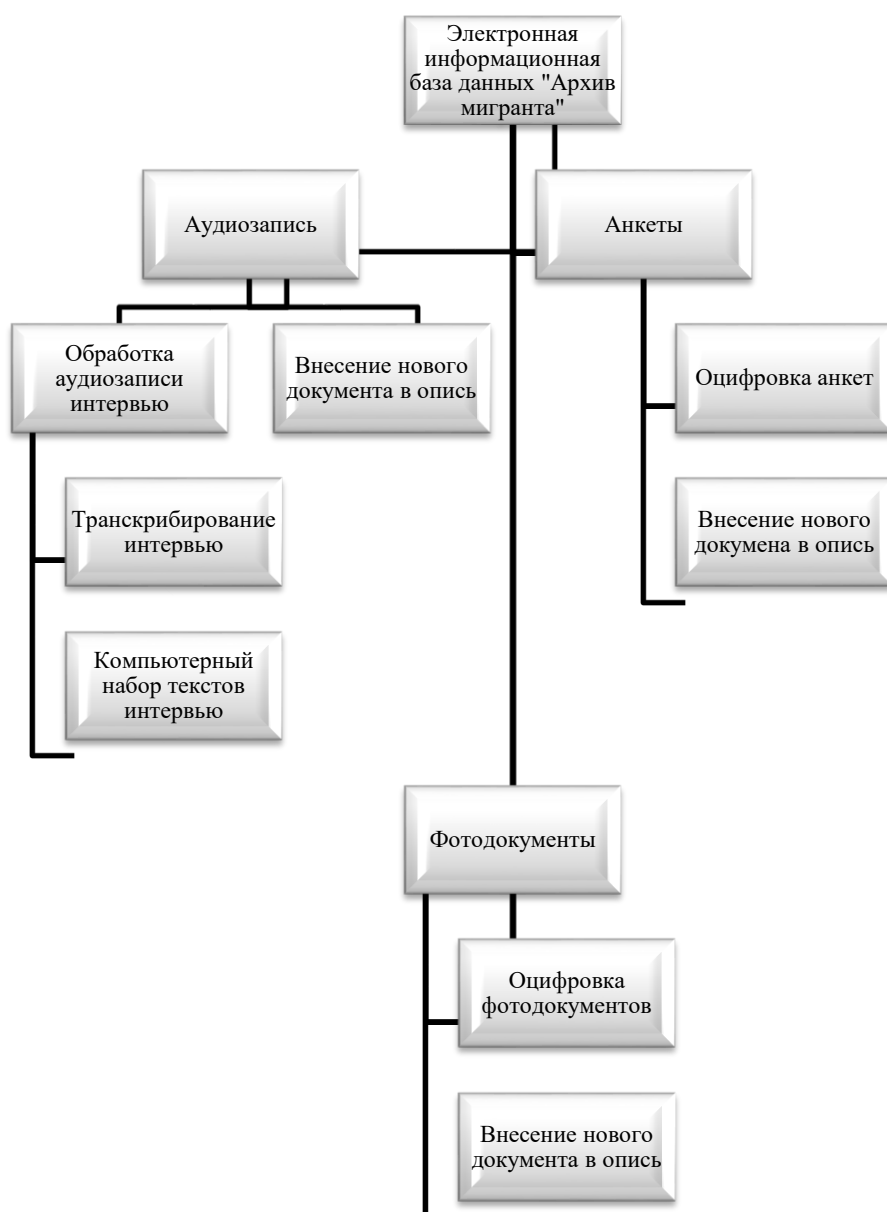 Электронная
информационная
база данных "Архив
мигранта"
Аудиозапись
Анкеты
Обработка
аудиозаписи
интервью
Внесение нового
документа в опись
Оцифровка анкет
Транскрибирование
интервью
Внесение нового
докумена в опись
Компьютерный
набор текстов
интервью
Фотодокументы
Оцифровка
фотодокументов
Внесение нового
документа в опись